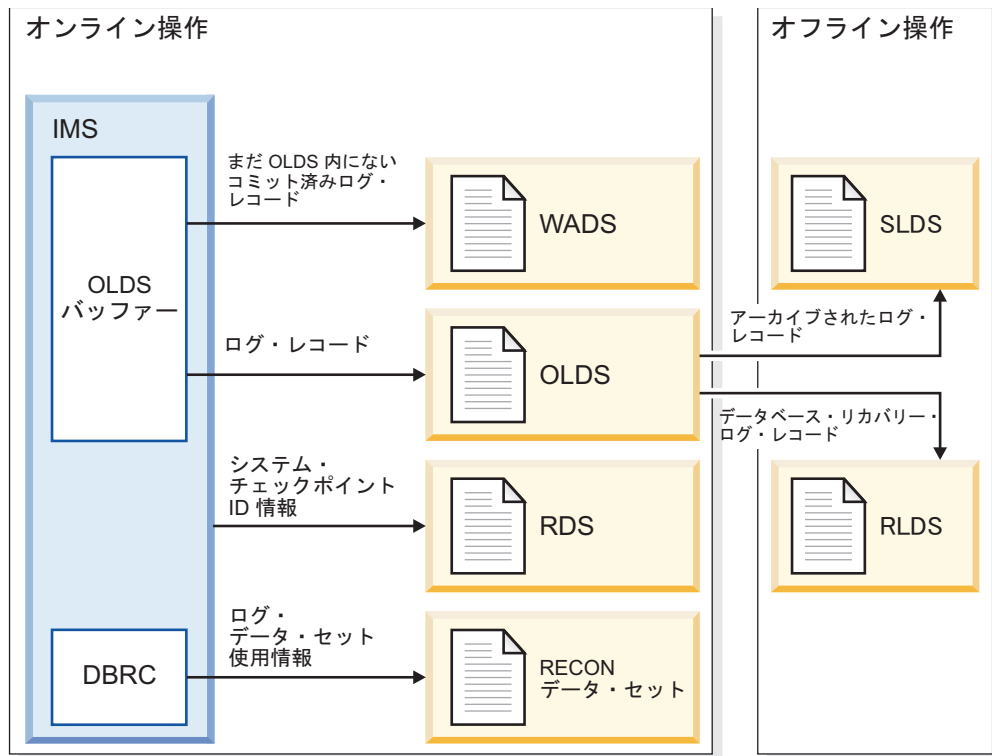 オンライン操作
オフライン操作
IMS
OLDS
バッファー
まだ OLDS 内にない
コミット済みログ・
レコード
WADS
SLDS
ログ・レコード
OLDS
アーカイブされたログ・
レコード
データベース・リカバリー・
ログ・レコード
システム・
チェックポイント
ID 情報
RDS
RLDS
DBRC
ログ・
データ・セット
使用情報
RECON
データ・セット